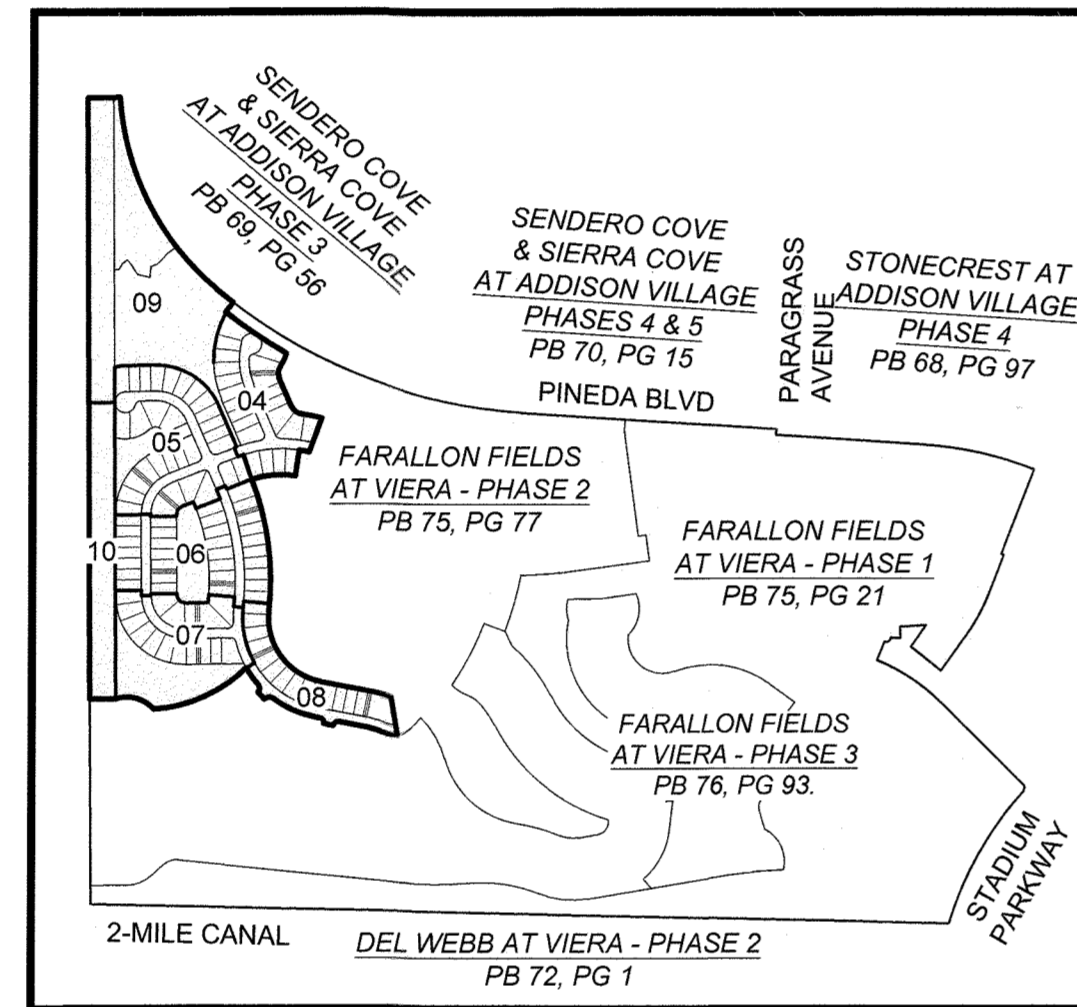 SENDERO COVE
& SIERRA COVE
AT ADDISON VILLAGE
PHASE 3
PB 69, PG 56
SENDERO COVE
& SIERRA COVE
AT ADDISON VILLAGE
PHASES 4 & 5
PB 70, PG 15
PARAGRASS
AVENUE
STONECREST AT
ADDISON VILLAGE
PHASE 4
PB 68, PG 97
PINEDA BLVD
09
04
05
10
06
07
08
FARALLON FIELDS
AT VIERA - PHASE 2
PB 75, PG 77
FARALLON FIELDS
AT VIERA - PHASE 1
PB 75, PG 21
FARALLON FIELDS
AT VIERA - PHASE 3
PB 76, PG 93.
STADIUM
PARKWAY
2-MILE CANAL
DEL WEBB AT VIERA - PHASE 2
PB 72, PG 1